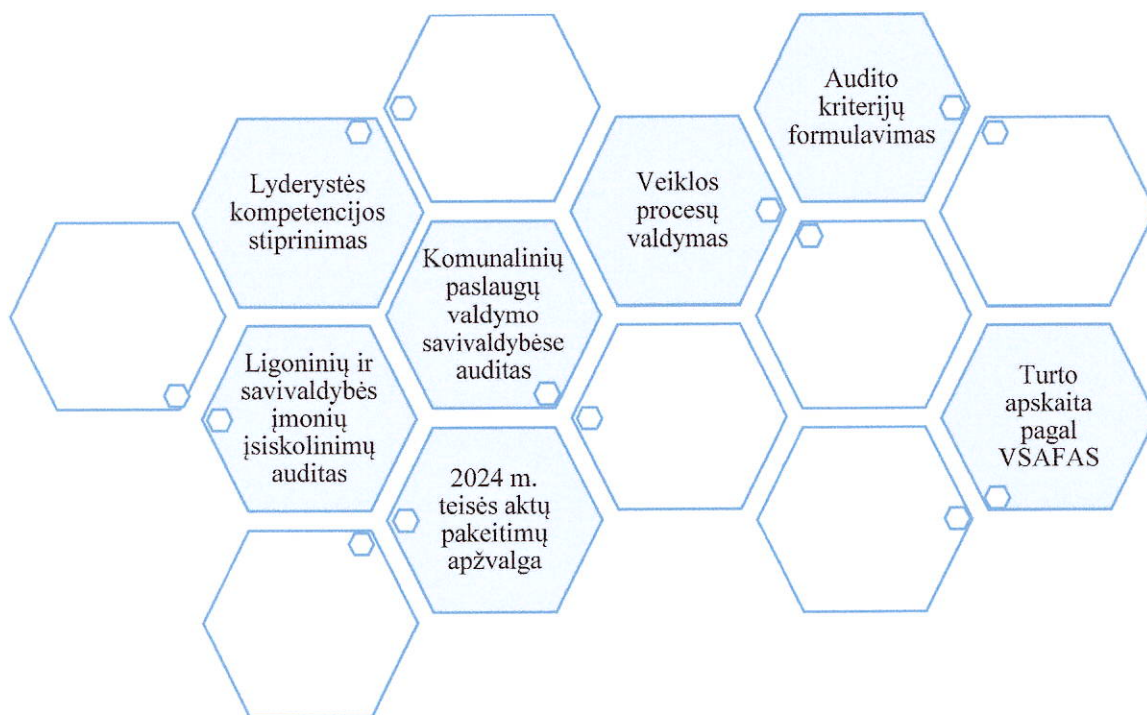 Audito
kriterijų
formulavimas
Lyderystės
kompetencijos
stiprinimas
Veiklos
procesų
valdymas
Komunalinių
paslaugų
valdymo
savivaldybėse
auditas
Ligoninių ir
savivaldybės
įmonių
įsiskolinimų
auditas
Turto
apskaita
pagal
VSAFAS
2024 m.
teisės aktų
pakeitimų
apžvalga